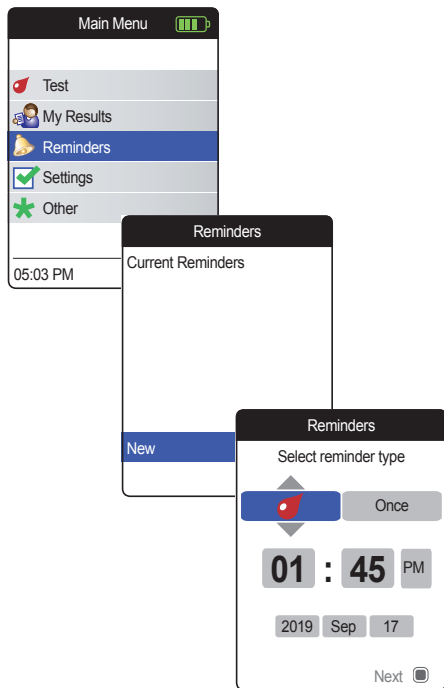 Main Menu
Test
My Results
Reminders
Settings
Other
05:03 PM
Reminders
Current Reminders
New
Reminders
Select reminder type
Once
01 : 45 PM
2019 Sep 17
Next